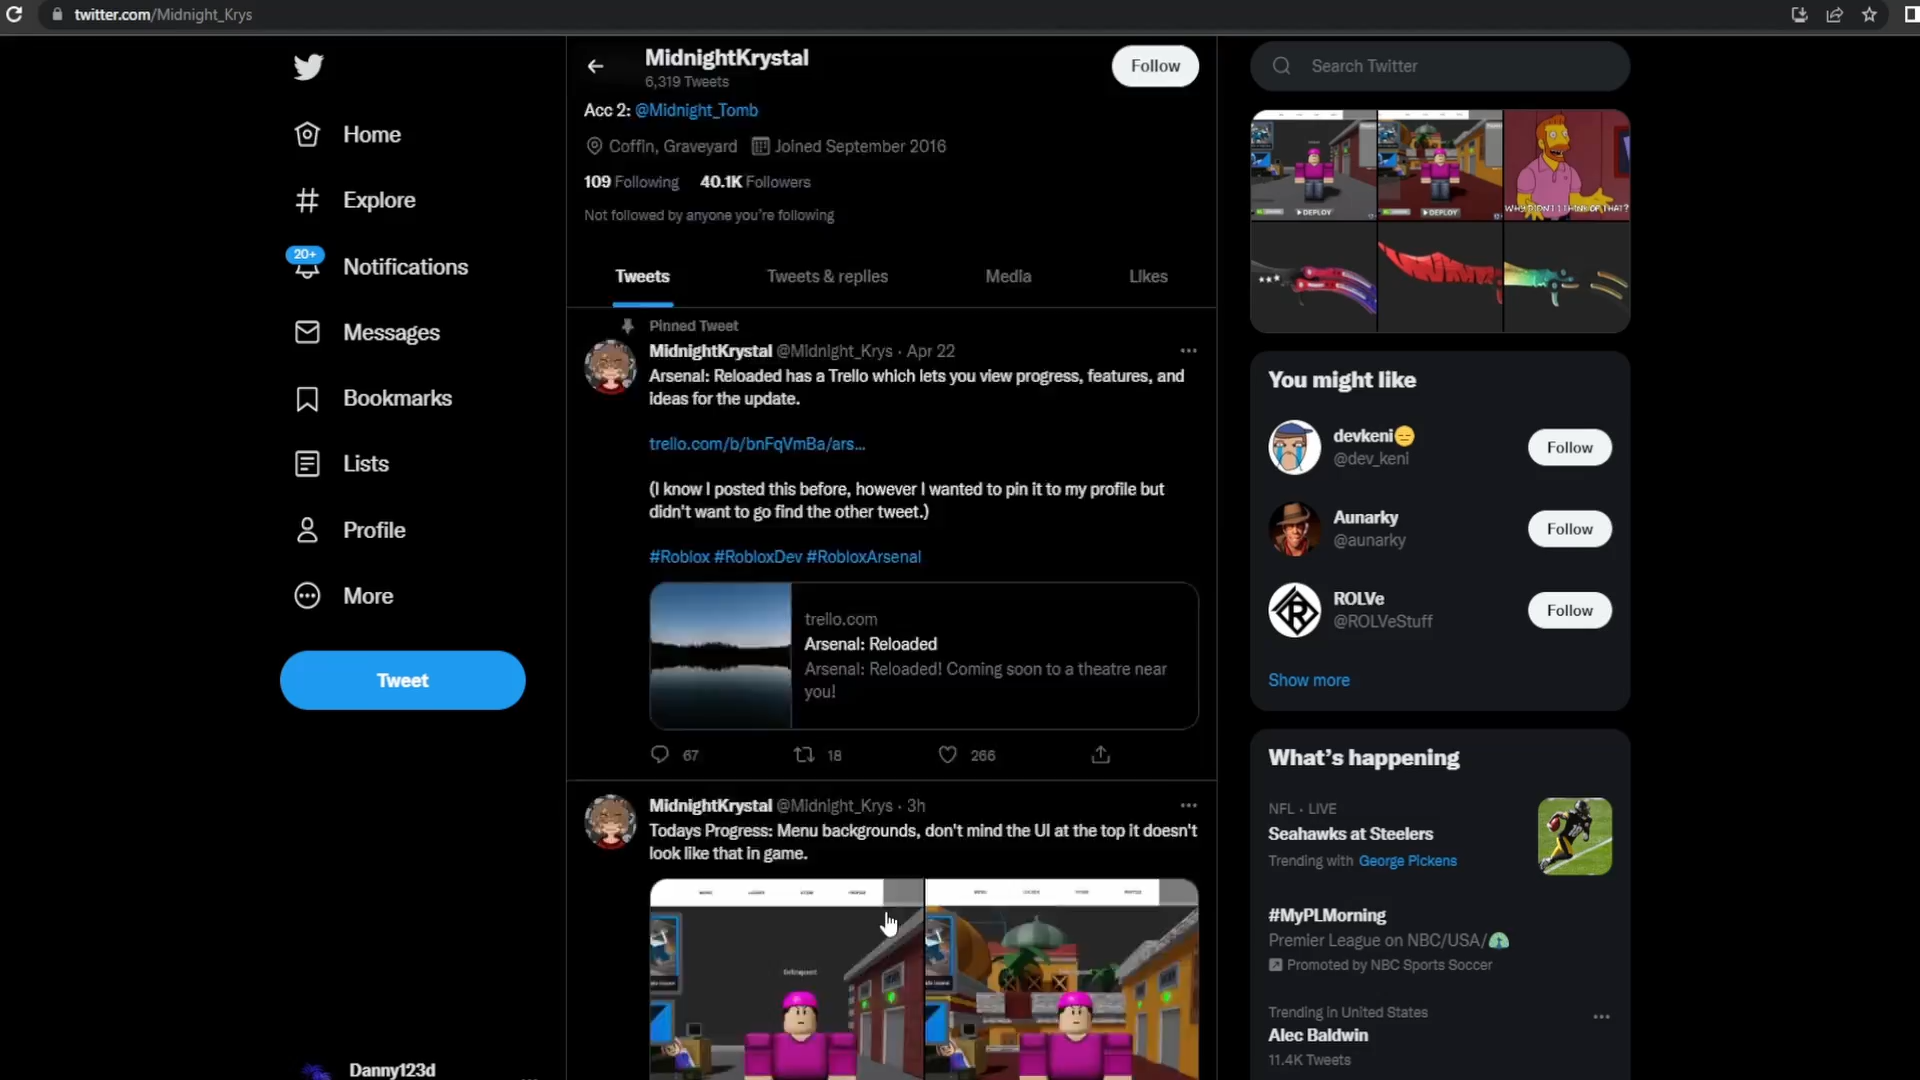 twitter.com/Midnight_Krys
Home
Explore
20+
Notifications
Messages
Bookmarks
Lists
Profile
More
Tweet
Danny123d
MidnightKrystal
6,319 Tweets
Follow
Acc 2: @Midnight_Tomb
Coffin, Graveyard Joined September 2016
109 Following 40.1K Followers
Not followed by anyone you're following
Tweets Tweets & replies Media Likes
Pinned Tweet
MidnightKrystal @Midnight_Krys · Apr 22
Arsenal: Reloaded has a Trello which lets you view progress, features, and
ideas for the update.
trello.com/b/bnFqVmBa/ars...
(I know I posted this before, however I wanted to pin it to my profile but
didn't want to go find the other tweet.)
#Roblox #RobloxDev #RobloxArsenal
trello.com
Arsenal: Reloaded
Arsenal: Reloaded! Coming soon to a theatre near
you!
67 18 266
MidnightKrystal @Midnight_Krys · 3h
Todays Progress: Menu backgrounds, don't mind the UI at the top it doesn't
look like that in game.
Delinquent
Search Twitter
DEPLOY
DEPLOY
WHY DIDN'T I THINK OF THAT?
You might like
devkeni
@dev_keni
Follow
Aunarky
@aunarky
Follow
ROLVe
@ROLVeStuff
Follow
Show more
What's happening
NFL · LIVE
Seahawks at Steelers
Trending with George Pickens
#MyPLMorning
Premier League on NBC/USA/
Promoted by NBC Sports Soccer
Trending in United States
Alec Baldwin
11.4K Tweets